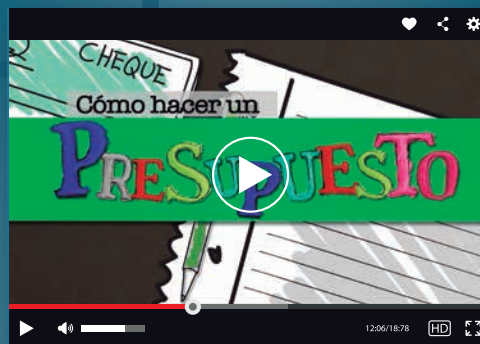 CHEQUE
Cómo hacer un
PRESUPUESTO
12:06/18:78
HD